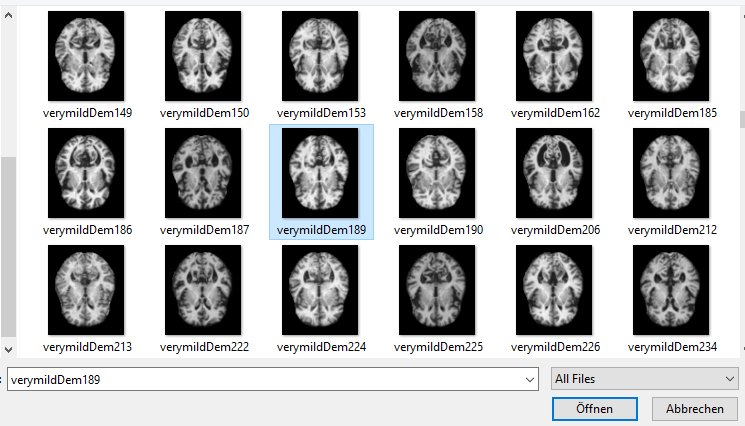 verymildDem149 verymildDem150 verymildDem153 verymildDem158 verymildDem162 verymildDem185
verymildDem186 verymildDem187 verymildDem189 verymildDem190 verymildDem206 verymildDem212
verymildDem213 verymildDem222 verymildDem224 verymildDem225 verymildDem226 verymildDem234
verymildDem189 All Files
Öffnen Abbrechen